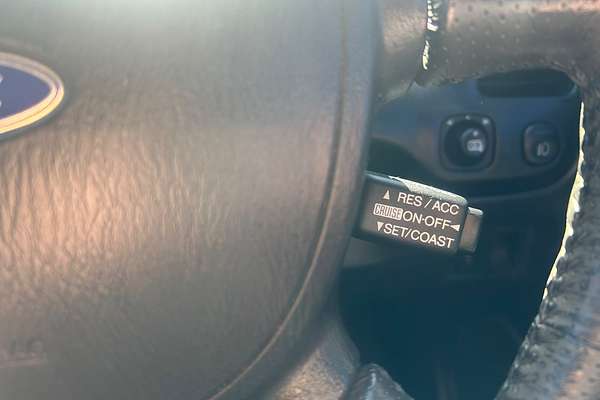 ▲ RES/ACC
CRUISE ON·OFF◄
▼SET/COAST